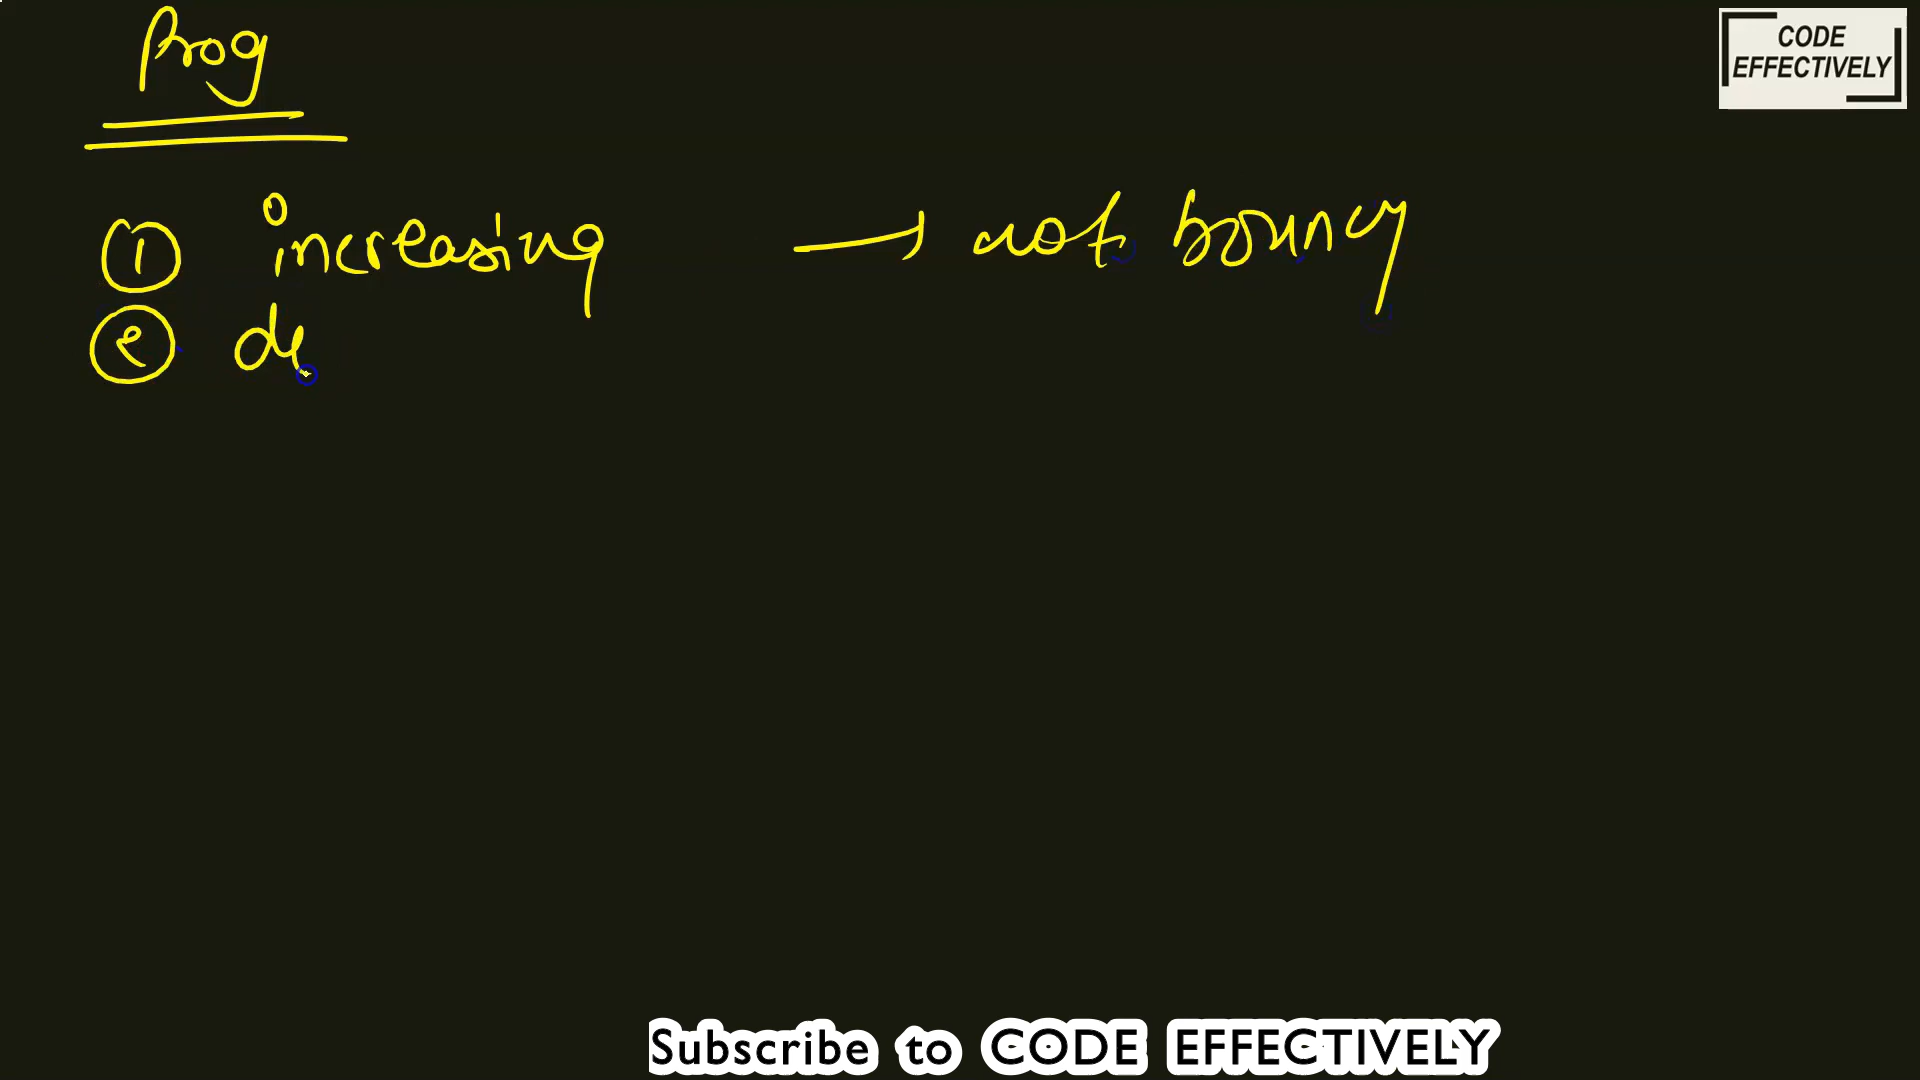 Prog
CODE
EFFECTIVELY
① increasing → not bouncy
② de
Subscribe to CODE EFFECTIVELY